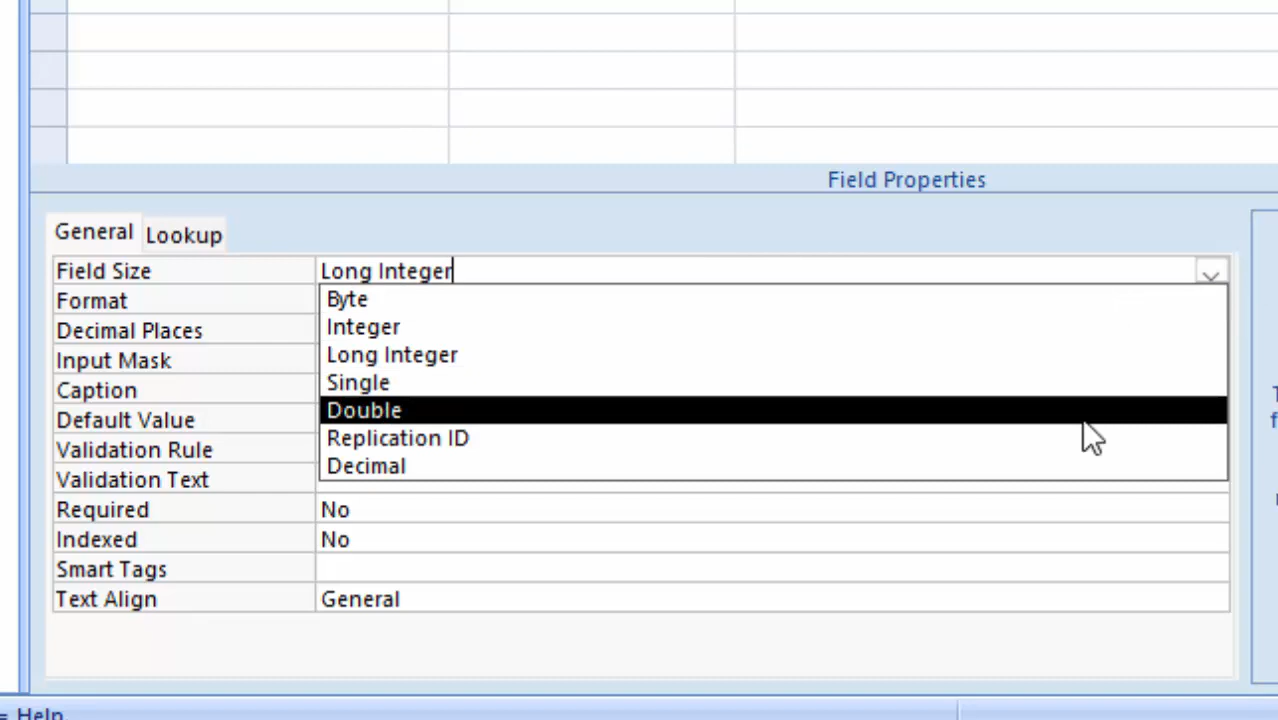 Field Properties
General Lookup
Field Size Long Integer
Format
Decimal Places
Input Mask
Caption
Default Value
Validation Rule
Validation Text
Byte
Integer
Long Integer
Single
Double
Replication ID
Decimal
Required No
Indexed No
Smart Tags
Text Align General
= Help